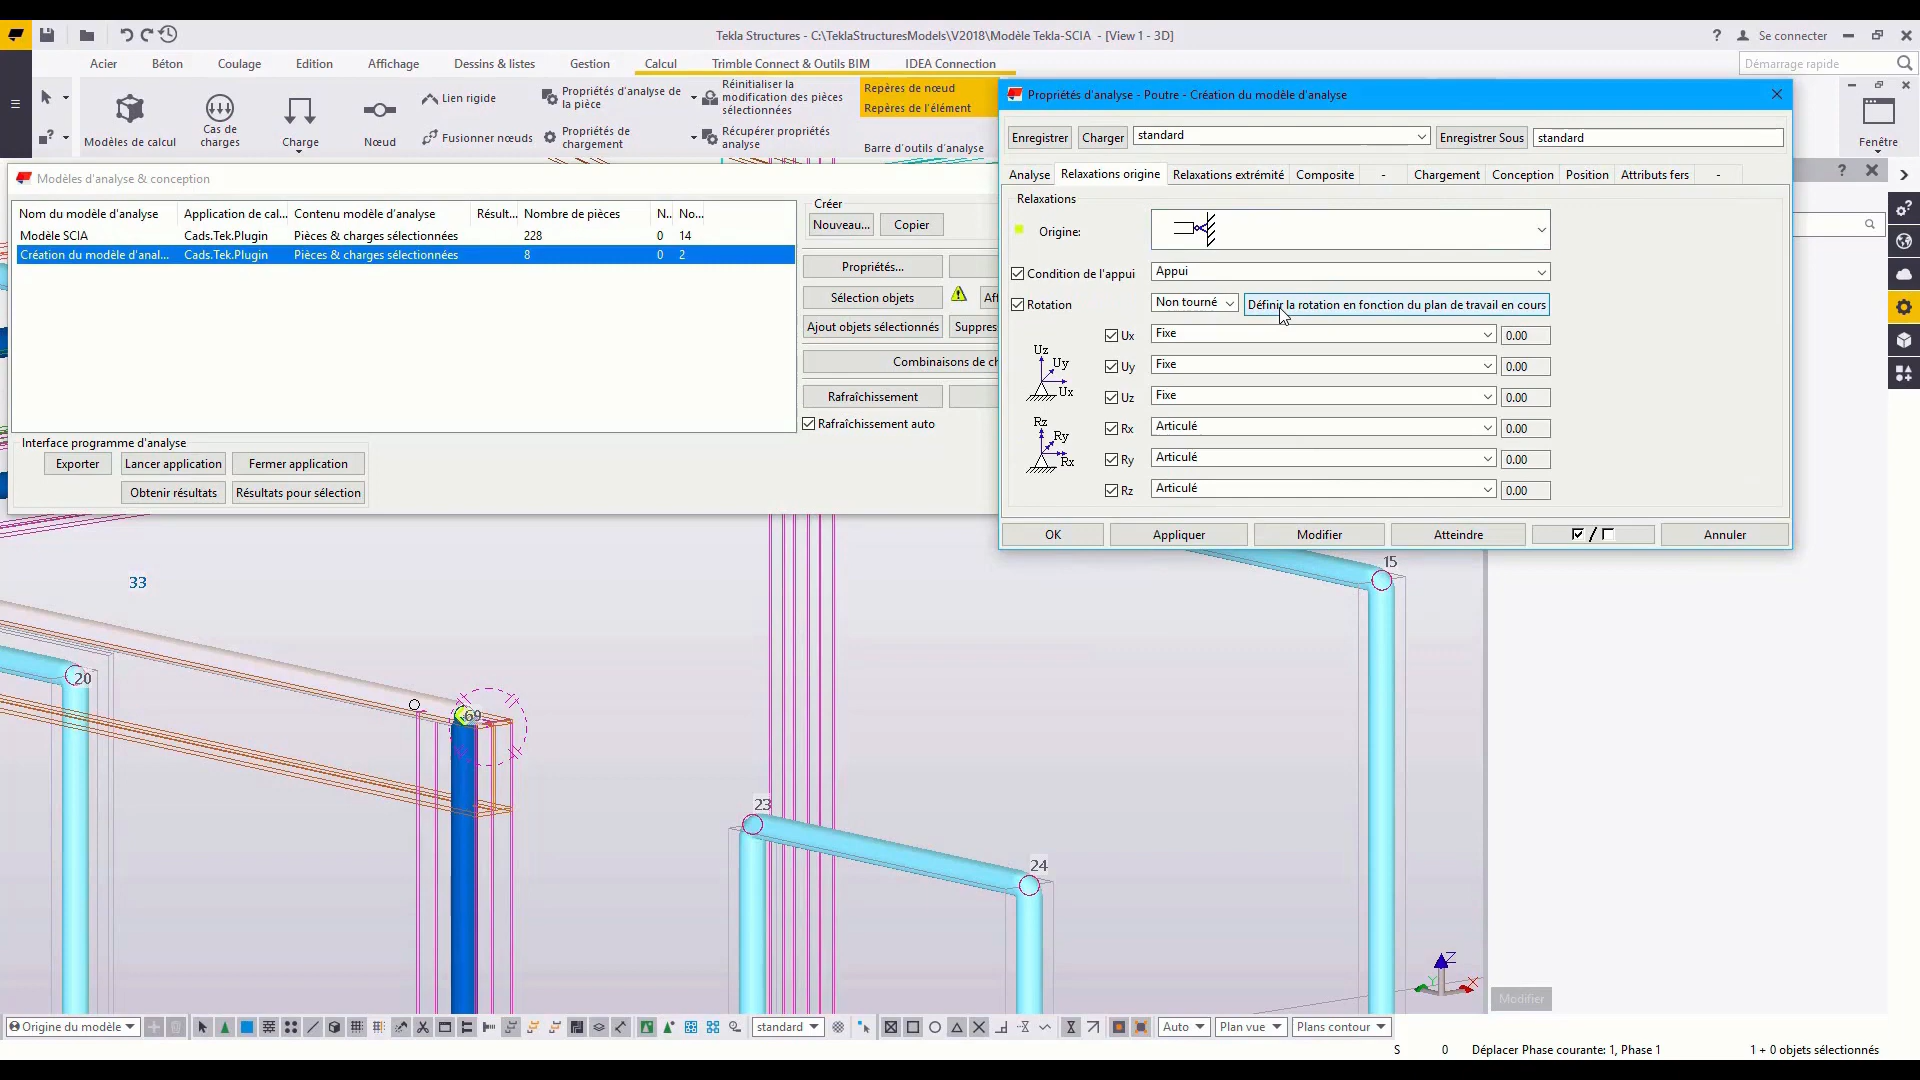 Tekla Structures - C:\TeklaStructuresModels\V2018\Modèle Tekla-SCIA - [View 1 - 3D]
? Se connecter
Acier Béton Coulage Edition Affichage Dessins & listes Gestion Calcul Trimble Connect & Outils BIM IDEA Connection
Démarrage rapide
Modèles de calcul
Cas de charges
Charge
Nœud
Lien rigide
Fusionner nœuds
Propriétés d'analyse de la pièce
Propriétés de chargement
Réinitialiser la modification des pièces sélectionnées
Récupérer propriétés analyse
Repères de nœud
Repères de l'élément
Barre d'outils d'analyse
Fenêtre
Modèles d'analyse & conception
Nom du modèle d'analyse Application de cal... Contenu modèle d'analyse Résult... Nombre de pièces N.. No...
Modèle SCIA Cads.Tek.Plugin Pièces & charges sélectionnées 228 0 14
Création du modèle d'anal... Cads.Tek.Plugin Pièces & charges sélectionnées 8 0 2
Créer
Nouveau... Copier
Propriétés...
Sélection objets Aff
Ajout objets sélectionnés Suppres
Combinaisons de ch
Rafraîchissement
Rafraîchissement auto
Interface programme d'analyse
Exporter Lancer application Fermer application
Obtenir résultats Résultats pour sélection
Propriétés d'analyse - Poutre - Création du modèle d'analyse
Enregistrer Charger standard Enregistrer Sous standard
Analyse Relaxations origine Relaxations extrémité Composite - Chargement Conception Position Attributs fers -
Relaxations
Origine:
Condition de l'appui Appui
Rotation Non tourné Définir la rotation en fonction du plan de travail en cours
Ux Fixe 0.00
Uy Fixe 0.00
Uz Fixe 0.00
Rx Articulé 0.00
Ry Articulé 0.00
Rz Articulé 0.00
Uz
Uy
Ux
Rz
Ry
Rx
OK Appliquer Modifier Atteindre / Annuler
15
33
20
69
23
24
Z
Y X
Modifier
Origine du modèle standard Auto Plan vue Plans contour
S 0 Déplacer Phase courante: 1, Phase 1 1 + 0 objets sélectionnés